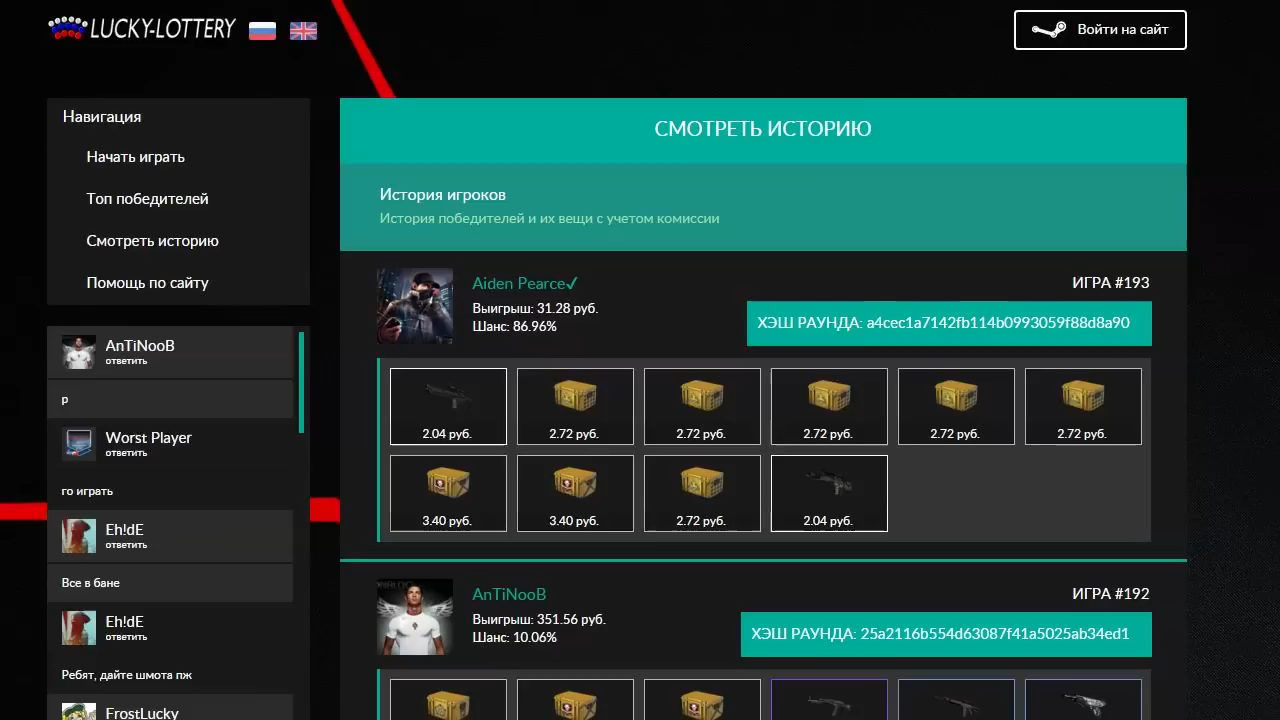 LUCKY-LOTTERY
Войти на сайт
Навигация
Начать играть
Топ победителей
Смотреть историю
Помощь по сайту
AnTiNooB
ответить
р
Worst Player
ответить
го играть
Eh!dE
ответить
Все в бане
Eh!dE
ответить
Ребят, дайте шмота пж
FrostLucky
СМОТРЕТЬ ИСТОРИЮ
История игроков
История победителей и их вещи с учетом комиссии
Aiden Pearce✓
ИГРА #193
Выигрыш: 31.28 руб.
Шанс: 86.96%
ХЭШ РАУНДА: a4cec1a7142fb114b0993059f88d8a90
2.04 руб. 2.72 руб. 2.72 руб. 2.72 руб. 2.72 руб. 2.72 руб.
3.40 руб. 3.40 руб. 2.72 руб. 2.04 руб.
AnTiNooB
ИГРА #192
Выигрыш: 351.56 руб.
Шанс: 10.06%
ХЭШ РАУНДА: 25a2116b554d63087f41a5025ab34ed1